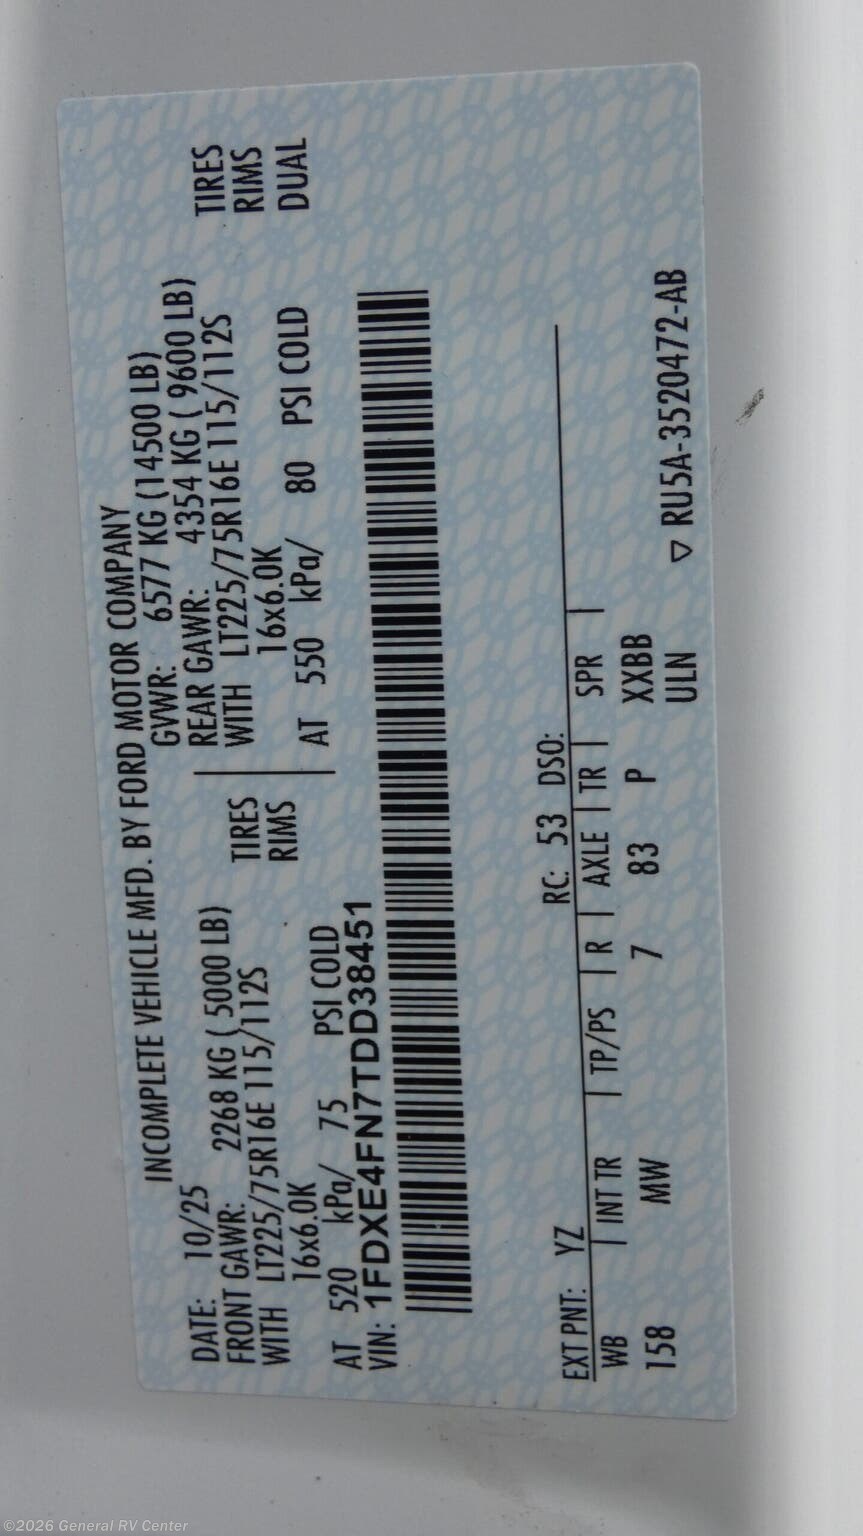 INCOMPLETE VEHICLE MFD. BY FORD MOTOR COMPANY
DATE: 10/25 GVWR: 6577 KG (14500 LB)
FRONT GAWR: 2268 KG ( 5000 LB) REAR GAWR: 4354 KG ( 9600 LB)
WITH LT225/75R16E 115/112S TIRES WITH LT225/75R16E 115/112S TIRES
16x6.0K RIMS 16x6.0K RIMS
AT 520 kPa/ 75 PSI COLD AT 550 kPa/ 80 PSI COLD DUAL
VIN: 1FDXE4FN7TDD38451
EXT PNT: YZ RC: 53 DSO:
WB | INT TR | TP/PS | R | AXLE | TR | SPR |
158 MW 7 83 P XXBB
ULN
▽ RU5A-3520472-AB
©2026 General RV Center